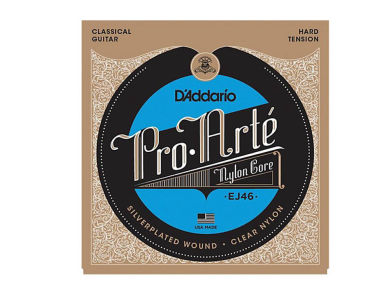 CLASSICAL
GUITAR
HARD
TENSION
D'Addario
Pro·Arté
Nylon Core
·EJ46·
USA MADE
SILVERPLATED WOUND · CLEAR NYLON